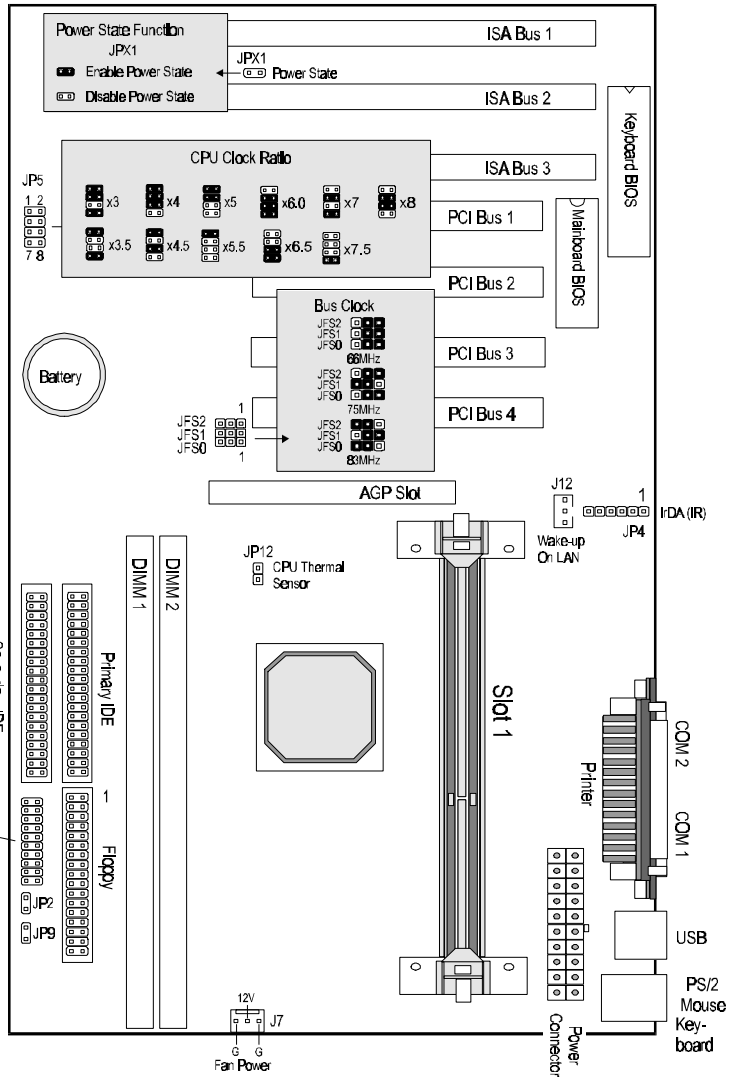 Power State Function
JPX1
Enable Power State
Disable Power State
JPX1
Power State
ISA Bus 1
ISA Bus 2
ISA Bus 3
Keyboard BIOS
CPU Clock Ratio
x3
x4
x5
x6.0
x7
x8
x3.5
x4.5
x5.5
x6.5
x7.5
JP5
1 2
7 8
PCI Bus 1
Mainboard BIOS
PCI Bus 2
Bus Clock
JFS2
JFS1
JFS0
66MHz
JFS2
JFS1
JFS0
75MHz
JFS2
JFS1
JFS0
83MHz
PCI Bus 3
PCI Bus 4
Battery
1
JFS2
JFS1
JFS0
1
AGP Slot
J12
Wake-up
On LAN
1
IrDA (IR)
JP4
JP12
CPU Thermal
Sensor
DIMM 1
DIMM 2
Primary IDE
Slot 1
COM 2
Printer
COM 1
1
Floppy
JP2
JP9
USB
PS/2
Mouse
Key-
board
Power
Connector
12V
J7
G G
Fan Power